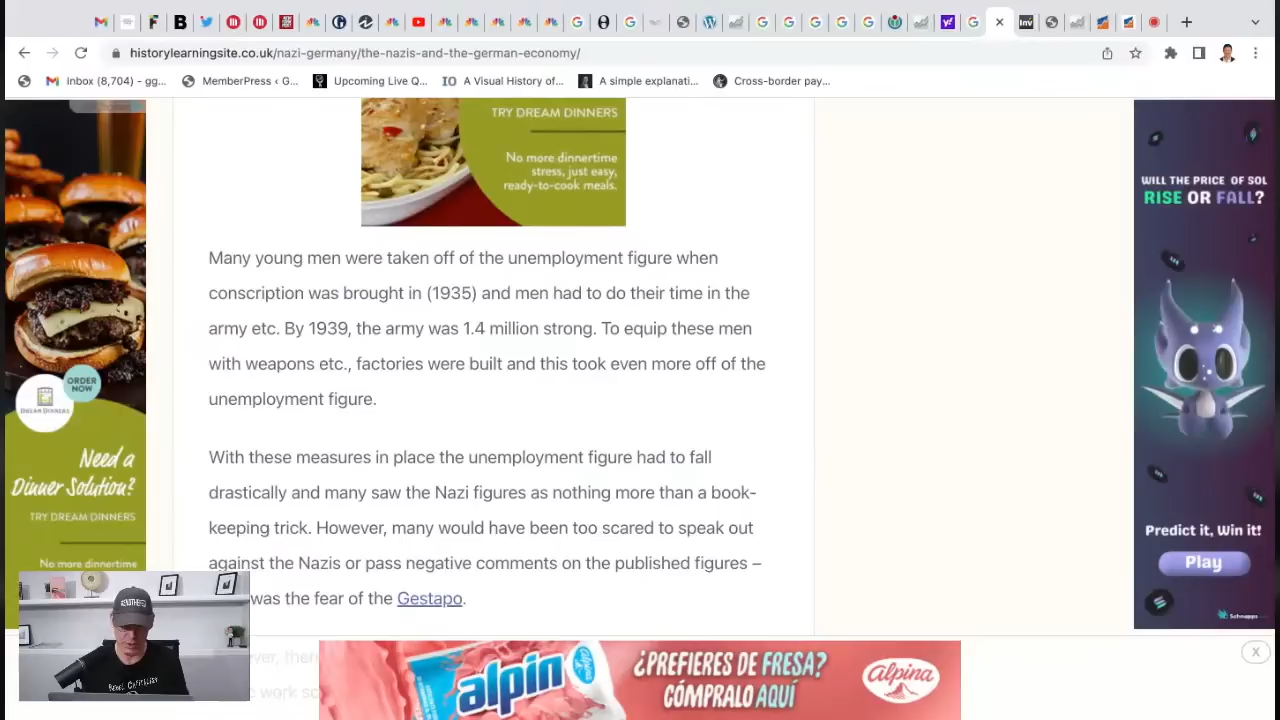 historylearningsite.co.uk/nazi-germany/the-nazis-and-the-german-economy/
Inbox (8,704) - gg...
MemberPress ‹ G...
Upcoming Live Q...
IO
A Visual History of...
A simple explanati...
Cross-border pay...
TRY DREAM DINNERS
No more dinnertime
stress, just easy,
ready-to-cook meals.
Many young men were taken off of the unemployment figure when
conscription was brought in (1935) and men had to do their time in the
army etc. By 1939, the army was 1.4 million strong. To equip these men
with weapons etc., factories were built and this took even more off of the
unemployment figure.
With these measures in place the unemployment figure had to fall
drastically and many saw the Nazi figures as nothing more than a book-
keeping trick. However, many would have been too scared to speak out
against the Nazis or pass negative comments on the published figures –
was the fear of the Gestapo.
ORDER
NOW
DREAM DINNERS
Need a
Dinner Solution?
TRY DREAM DINNERS
No more dinnertime
WILL THE PRICE OF SOL
RISE OR FALL?
Predict it, Win it!
Play
Schnapps
alpin
¿PREFIERES DE FRESA?
CÓMPRALO AQUÍ
Alpina
X